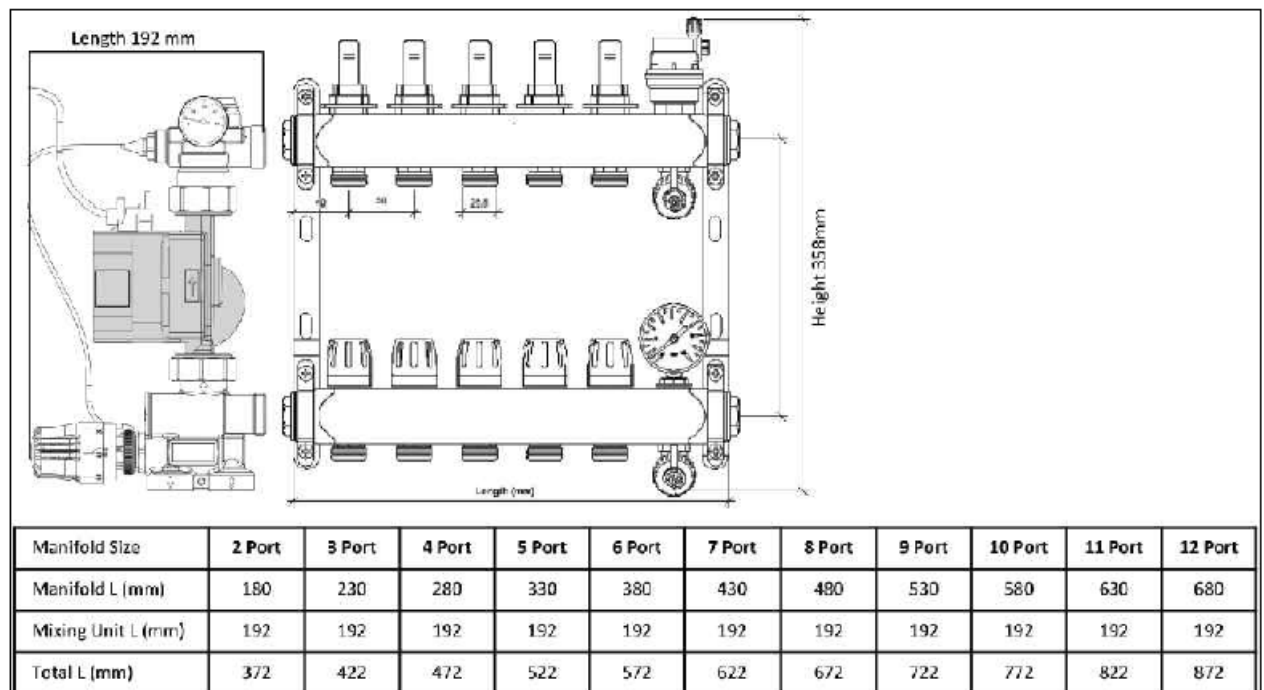 Length 192 mm
50
Height 358mm
Length (mm)
Manifold Size 2 Port 3 Port 4 Port 5 Port 6 Port 7 Port 8 Port 9 Port 10 Port 11 Port 12 Port
Manifold L (mm) 180 230 280 330 380 430 480 530 580 630 680
Mixing Unit L (mm) 192 192 192 192 192 192 192 192 192 192 192
Total L (mm) 372 422 472 522 572 622 672 722 772 822 872